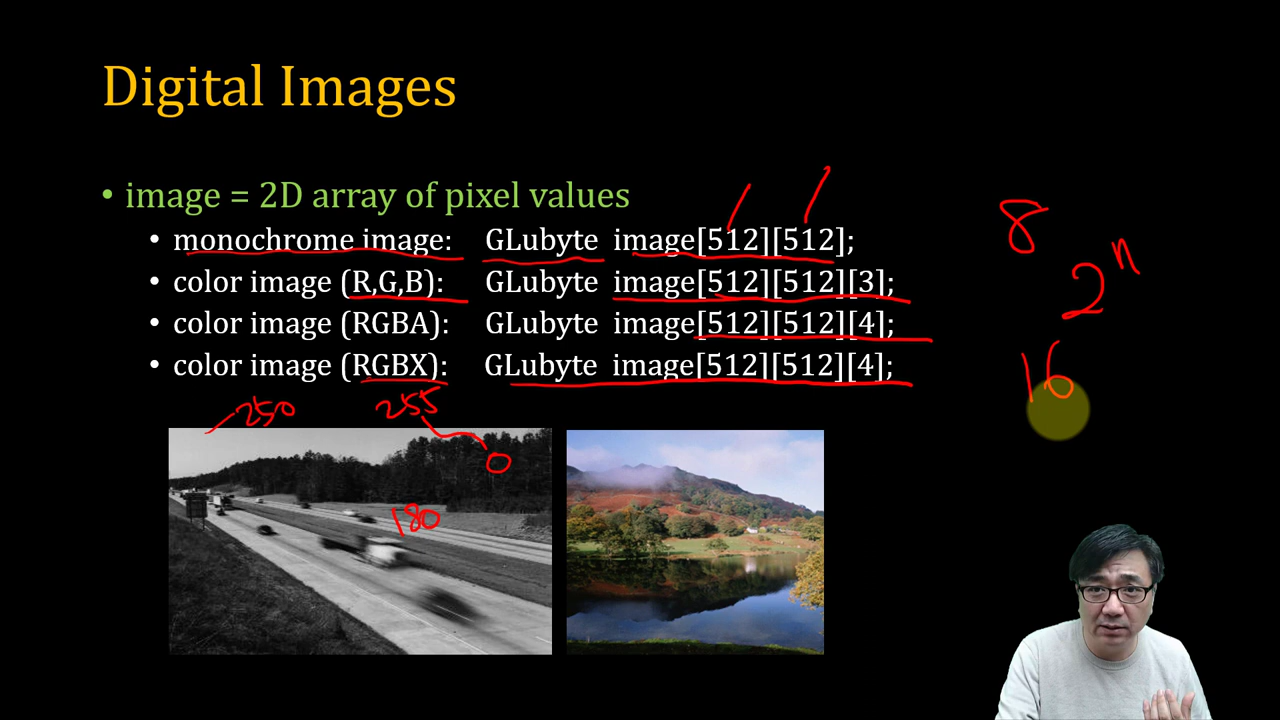 Digital Images
• image = 2D array of pixel values
• monochrome image: GLubyte image[512][512];
• color image (R,G,B): GLubyte image[512][512][3];
• color image (RGBA): GLubyte image[512][512][4];
• color image (RGBX): GLubyte image[512][512][4];
8
2ⁿ
16
250
255
180